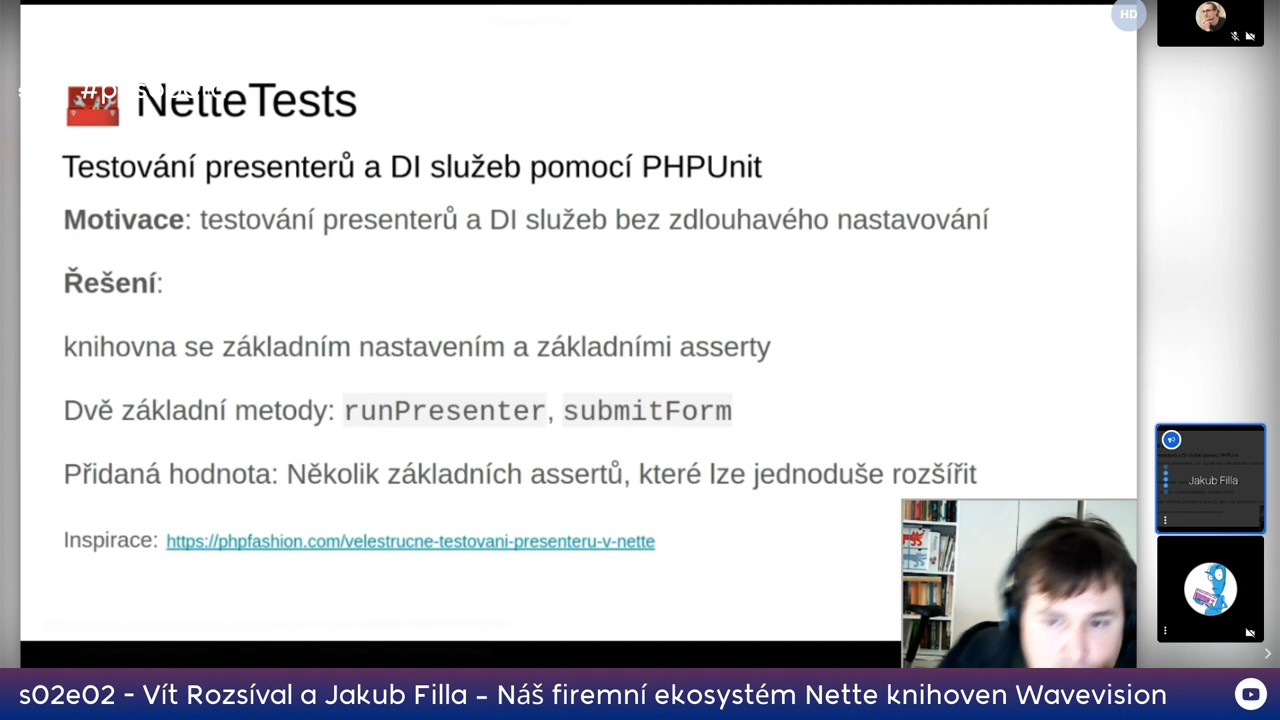 HD
NetteTests
Testování presenterů a DI služeb pomocí PHPUnit
Motivace: testování presenterů a DI služeb bez zdlouhavého nastavování
Řešení:
knihovna se základním nastavením a základními asserty
Dvě základní metody: runPresenter, submitForm
Přidaná hodnota: Několik základních assertů, které lze jednoduše rozšířit
Inspirace: https://phpfashion.com/velestrucne-testovani-presenteru-v-nette
Jakub Filla
s02e02 - Vít Rozsíval a Jakub Filla - Náš firemní ekosystém Nette knihoven Wavevision